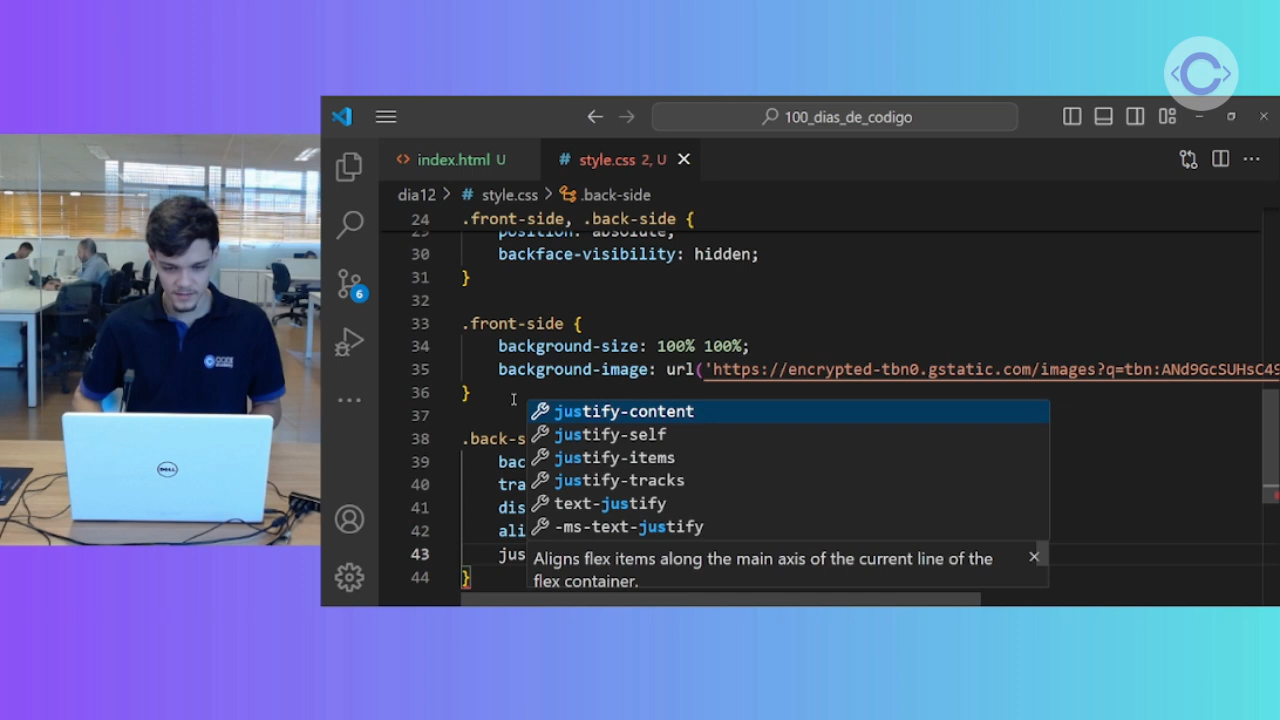 100_dias_de_codigo
<> index.html U
# style.css 2, U
dia12 > # style.css > .back-side
24 .front-side, .back-side {
29 position: absolute;
30 backface-visibility: hidden;
31 }
32
33 .front-side {
34 background-size: 100% 100%;
35 background-image: url('https://encrypted-tbn0.gstatic.com/images?q=tbn:ANd9GcSUHsC49
36 }
37
38 .back-s
39 bac
40 tra
41 dis
42 ali
43 jus
44 }
justify-content
justify-self
justify-items
justify-tracks
text-justify
-ms-text-justify
Aligns flex items along the main axis of the current line of the
flex container.
6
DELL
CODE
<C>